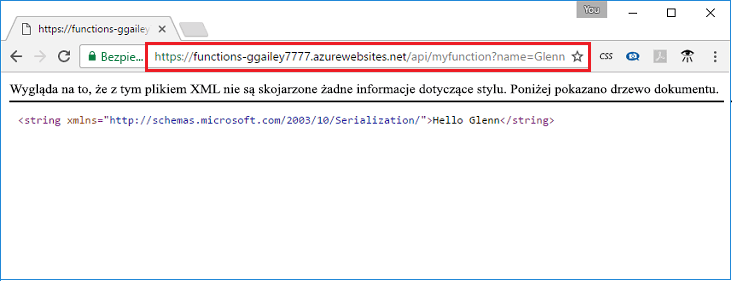 You
https://functions-ggailey
Bezpie... https://functions-ggailey7777.azurewebsites.net/api/myfunction?name=Glenn CSS
Wygląda na to, że z tym plikiem XML nie są skojarzone żadne informacje dotyczące stylu. Poniżej pokazano drzewo dokumentu.
<string xmlns="http://schemas.microsoft.com/2003/10/Serialization/">Hello Glenn</string>